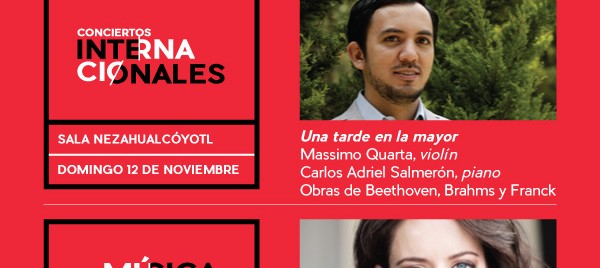 CONCIERTOS
INTERNA
CIØNALES
SALA NEZAHUALCÓYOTL
DOMINGO 12 DE NOVIEMBRE
Una tarde en la mayor
Massimo Quarta, violín
Carlos Adriel Salmerón, piano
Obras de Beethoven, Brahms y Franck
MÚSICA